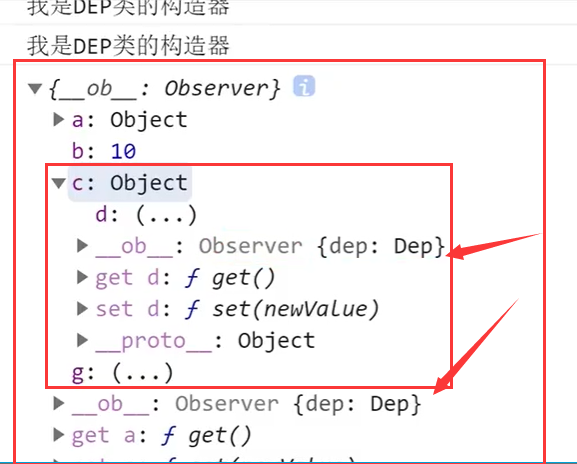 我是DEP类的构造器
我是DEP类的构造器
▼{__ob__: Observer} i
▶a: Object
b: 10
▼c: Object
d: (...)
▶__ob__: Observer {dep: Dep}
▶get d: ƒ get()
▶set d: ƒ set(newValue)
▶__proto__: Object
g: (...)
▶__ob__: Observer {dep: Dep}
▶get a: ƒ get()